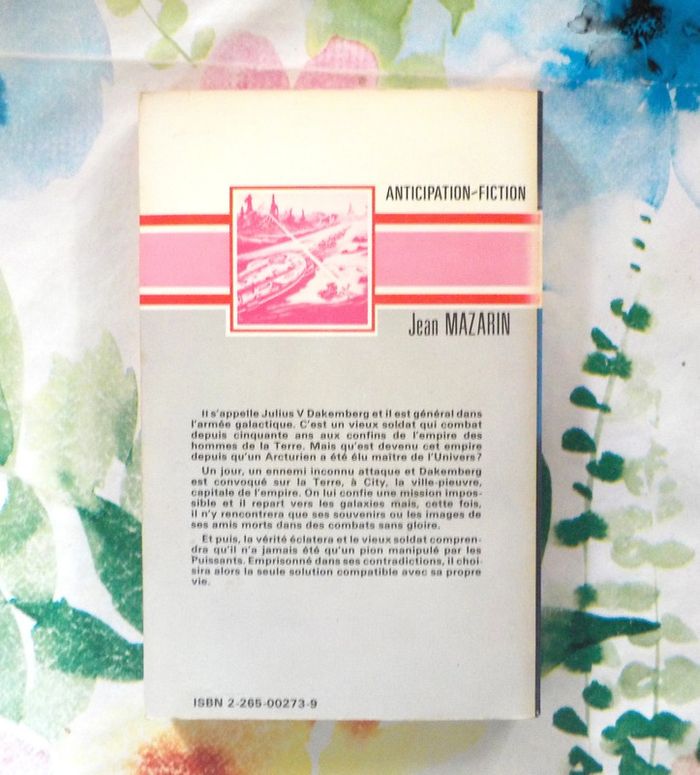 ANTICIPATION-FICTION
Jean MAZARIN
Il s'appelle Julius V Dakemberg et il est général dans
l'armée galactique. C'est un vieux soldat qui combat
depuis cinquante ans aux confins de l'empire des
hommes de la Terre. Mais qu'est devenu cet empire
depuis qu'un Arcturien a été élu maître de l'Univers?
Un jour, un ennemi inconnu attaque et Dakemberg
est convoqué sur la Terre, à City, la ville-pieuvre,
capitale de l'empire. On lui confie une mission impos-
sible et il repart vers les galaxies mais, cette fois,
il n'y rencontrera que ses souvenirs ou les images de
ses amis morts dans des combats sans gloire.
Et puis, la vérité éclatera et le vieux soldat compren-
dra qu'il n'a jamais été qu'un pion manipulé par les
Puissants. Emprisonné dans ses contradictions, il choi-
sira alors la seule solution compatible avec sa propre
vie.
ISBN 2-265-00273-9